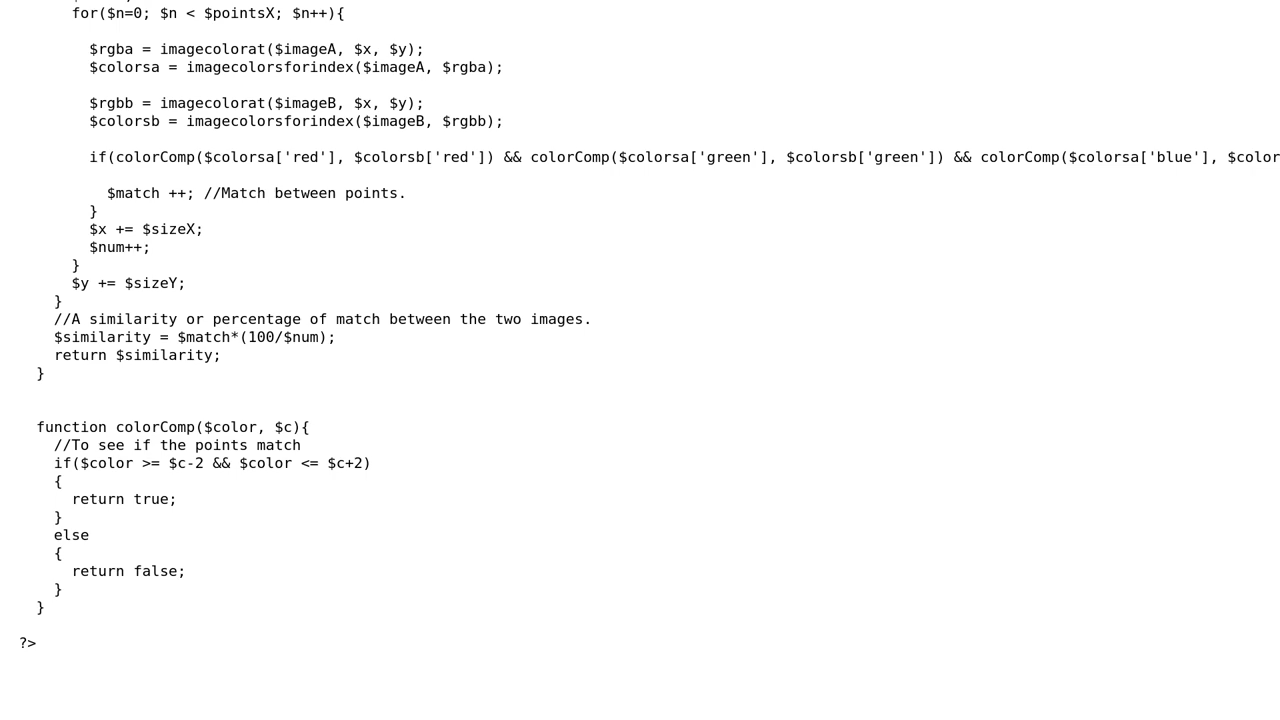 for($n=0; $n < $pointsX; $n++){
$rgba = imagecolorat($imageA, $x, $y);
$colorsa = imagecolorsforindex($imageA, $rgba);
$rgbb = imagecolorat($imageB, $x, $y);
$colorsb = imagecolorsforindex($imageB, $rgbb);
if(colorComp($colorsa['red'], $colorsb['red']) && colorComp($colorsa['green'], $colorsb['green']) && colorComp($colorsa['blue'], $color
$match ++; //Match between points.
}
$x += $sizeX;
$num++;
}
$y += $sizeY;
}
//A similarity or percentage of match between the two images.
$similarity = $match*(100/$num);
return $similarity;
}
function colorComp($color, $c){
//To see if the points match
if($color >= $c-2 && $color <= $c+2)
{
return true;
}
else
{
return false;
}
}
?>